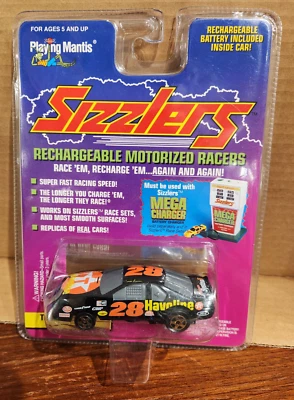 FOR AGES 5 AND UP
RECHARGEABLE
BATTERY INCLUDED
INSIDE CAR!
Playing Mantis
Sizzlers
RECHARGEABLE MOTORIZED RACERS
RACE 'EM, RECHARGE 'EM...AGAIN AND AGAIN!
SUPER FAST RACING SPEED!
THE LONGER YOU CHARGE 'EM,
THE LONGER THEY RACE!
WORKS ON SIZZLERS RACE SETS,
AND MOST SMOOTH SURFACES!
REPLICAS OF REAL CARS!
Must be used with
Sizzlers
MEGA
CHARGER
MEGA
CHARGER
WARNING:
28
28 Havoline